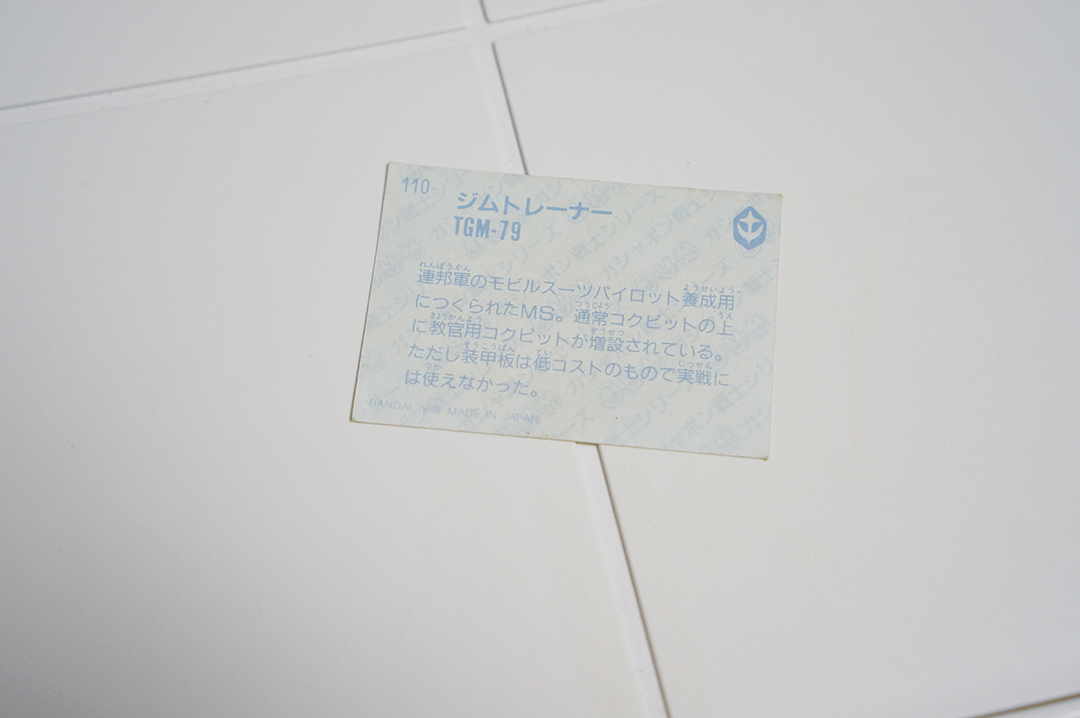 110
ジムトレーナー
TGM-79
連邦軍のモビルスーツパイロット養成用
につくられたMS。通常コクピットの上
に教官用コクピットが増設されている。
ただし装甲板は低コストのもので実戦に
は使えなかった。
BANDAI 1989 MADE IN JAPAN